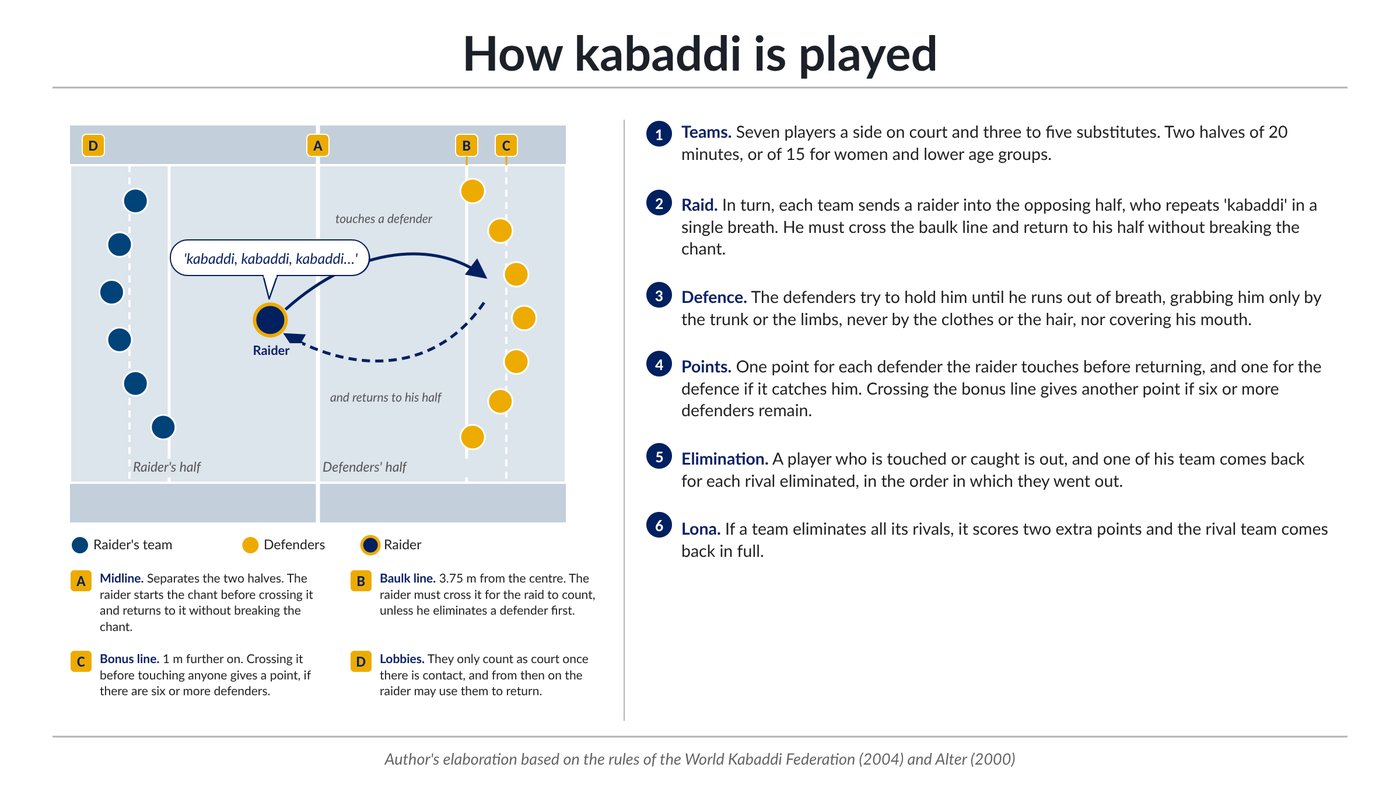 How kabaddi is played
D
A
B
C
touches a defender
'kabaddi, kabaddi, kabaddi...'
Raider
and returns to his half
Raider's half
Defenders' half
Raider's team
Defenders
Raider
A
Midline. Separates the two halves. The
raider starts the chant before crossing it
and returns to it without breaking the
chant.
B
Baulk line. 3.75 m from the centre. The
raider must cross it for the raid to count,
unless he eliminates a defender first.
C
Bonus line. 1 m further on. Crossing it
before touching anyone gives a point, if
there are six or more defenders.
D
Lobbies. They only count as court once
there is contact, and from then on the
raider may use them to return.
1
Teams. Seven players a side on court and three to five substitutes. Two halves of 20
minutes, or of 15 for women and lower age groups.
2
Raid. In turn, each team sends a raider into the opposing half, who repeats 'kabaddi' in a
single breath. He must cross the baulk line and return to his half without breaking the
chant.
3
Defence. The defenders try to hold him until he runs out of breath, grabbing him only by
the trunk or the limbs, never by the clothes or the hair, nor covering his mouth.
4
Points. One point for each defender the raider touches before returning, and one for the
defence if it catches him. Crossing the bonus line gives another point if six or more
defenders remain.
5
Elimination. A player who is touched or caught is out, and one of his team comes back
for each rival eliminated, in the order in which they went out.
6
Lona. If a team eliminates all its rivals, it scores two extra points and the rival team comes
back in full.
Author's elaboration based on the rules of the World Kabaddi Federation (2004) and Alter (2000)